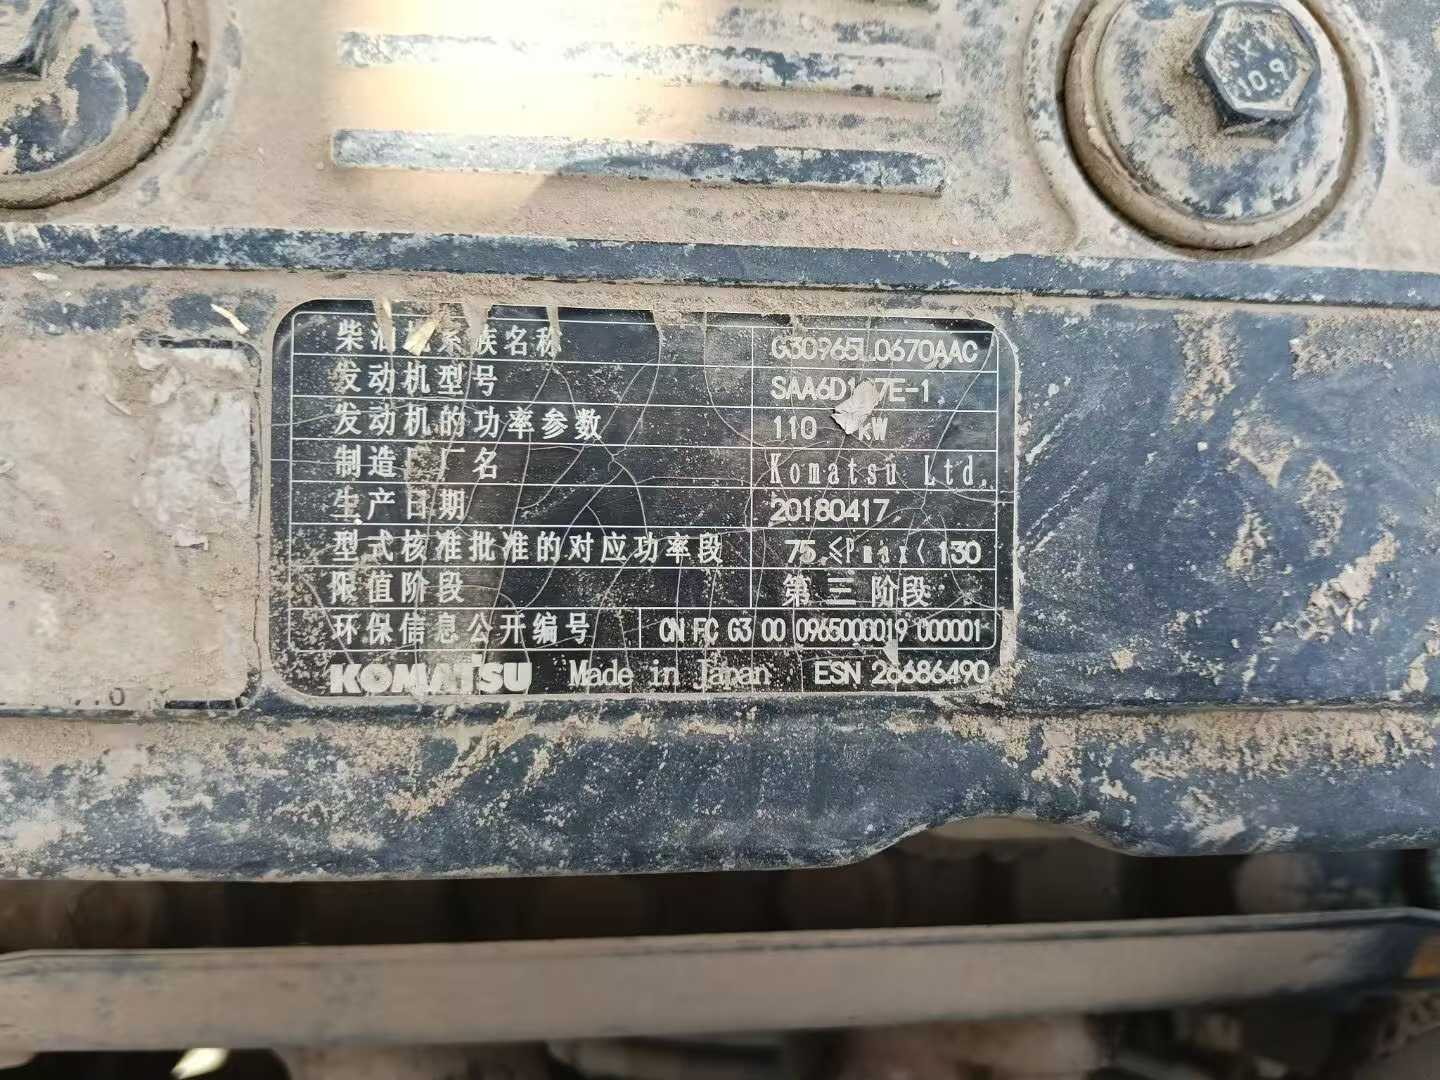 10.9
柴油机系族名称 G30965L0670AAC
发动机型号
发动机的功率参数 110 kW
制造厂名 Komatsu Ltd.
生产日期 20180417
型式核准批准的对应功率段 75≤Pmax<130
限值阶段 第三阶段
环保信息公开编号 CN FC G3 00 0965000019 000001
KOMATSU Made in Japan ESN 26686490